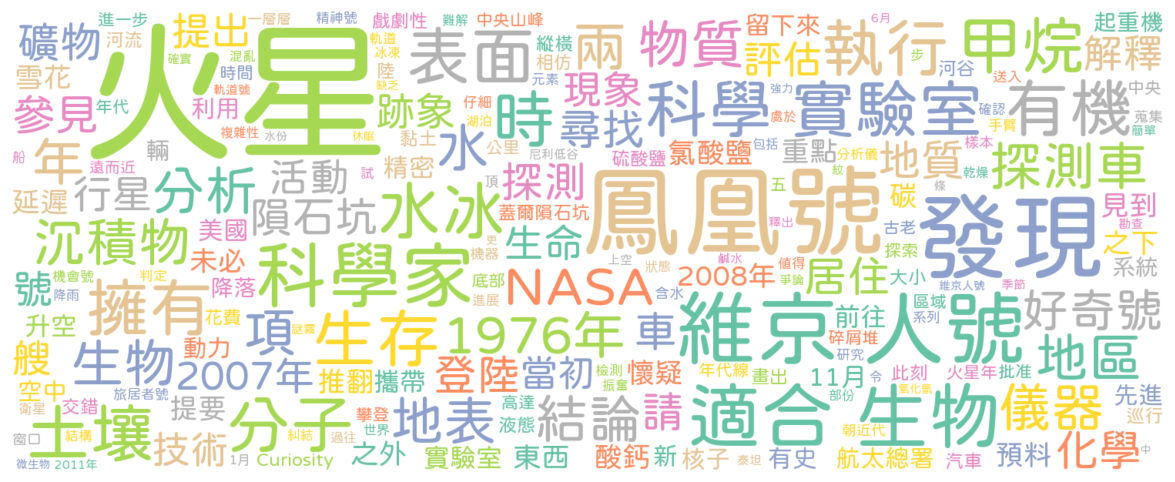 進一步 一層層 精神號 戲劇性 難解 中央山峰 留下來 6月 起重機
礦物 河流 提出 混亂 軌道 縱橫 物質 評估 執行 步 甲烷 解釋
確實 冰凍 表面 相仿 兩 河谷 送入
雪花 時間 軌道號 陸 缺乏 元素 現象 強力 中央
參見 年代 利用 火星 跡象 仔細 湖泊 時 尋找 科學 實驗室 處於 確認 手臂 有機 蒐集 簡單
複雜性 水份 休眠 黏土 水 公里 包括 樣本
船 年 輛 尼利低谷 硫酸鹽 氯酸鹽 重點 分析儀 地質 探測車
遠而近 試 精密 頂 探測 五 紋 乾燥
延遲 行星 分析 活動 隕石坑 水冰 蓋爾隕石坑 鳳凰號 碳 條 見到
美國 釋出 古老 發現 勘查
沉積物 未必 科學家 更 機器 生命 上空 鹹水 值得 探索 之下
號 機會號 判定 降落 底部 狀態 2008年 爭論 居住 大小 系統
降雨 進展 NASA 含水 維京人號 季節
升空 擁有 花費 謎霧 項 生存 1976年 車 維京人號 前往 區域 系列 好奇號
艘 生物 動力 推翻 攜帶 登陸 當初 檢測 懷疑 碎屑堆 研究 地區
空中 旅居者號 2007年 振奮 年代線 畫出 11月 令 此刻 火星年 批准
衛星 交錯 提要 攀登 高達 結論 請 部份 氰化氫 先進
土壤 分子 地表 世界 液態 適合 生物 儀器 巡行
窗口 結構 技術 糾結 過往 朝近代 化學
微生物 2011年 1月 Curiosity 之外 實驗室 東西 酸鈣 新 核子 泰坦 有史 航太總署 汽車 預料 中